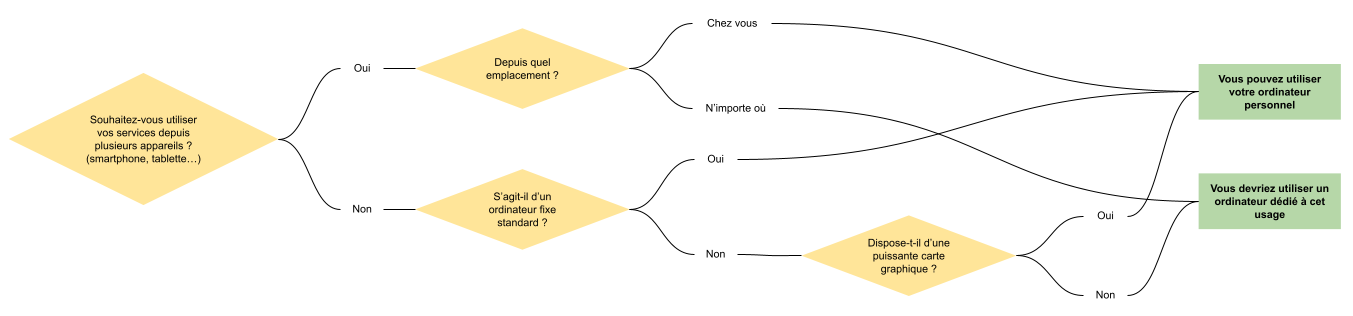 Souhaitez-vous utiliser
vos services depuis
plusieurs appareils ?
(smartphone, tablette…)
Oui
Non
Depuis quel
emplacement ?
Chez vous
N'importe où
S'agit-il d'un
ordinateur fixe
standard ?
Oui
Non
Dispose-t-il d'une
puissante carte
graphique ?
Oui
Non
Vous pouvez utiliser
votre ordinateur
personnel
Vous devriez utiliser un
ordinateur dédié à cet
usage